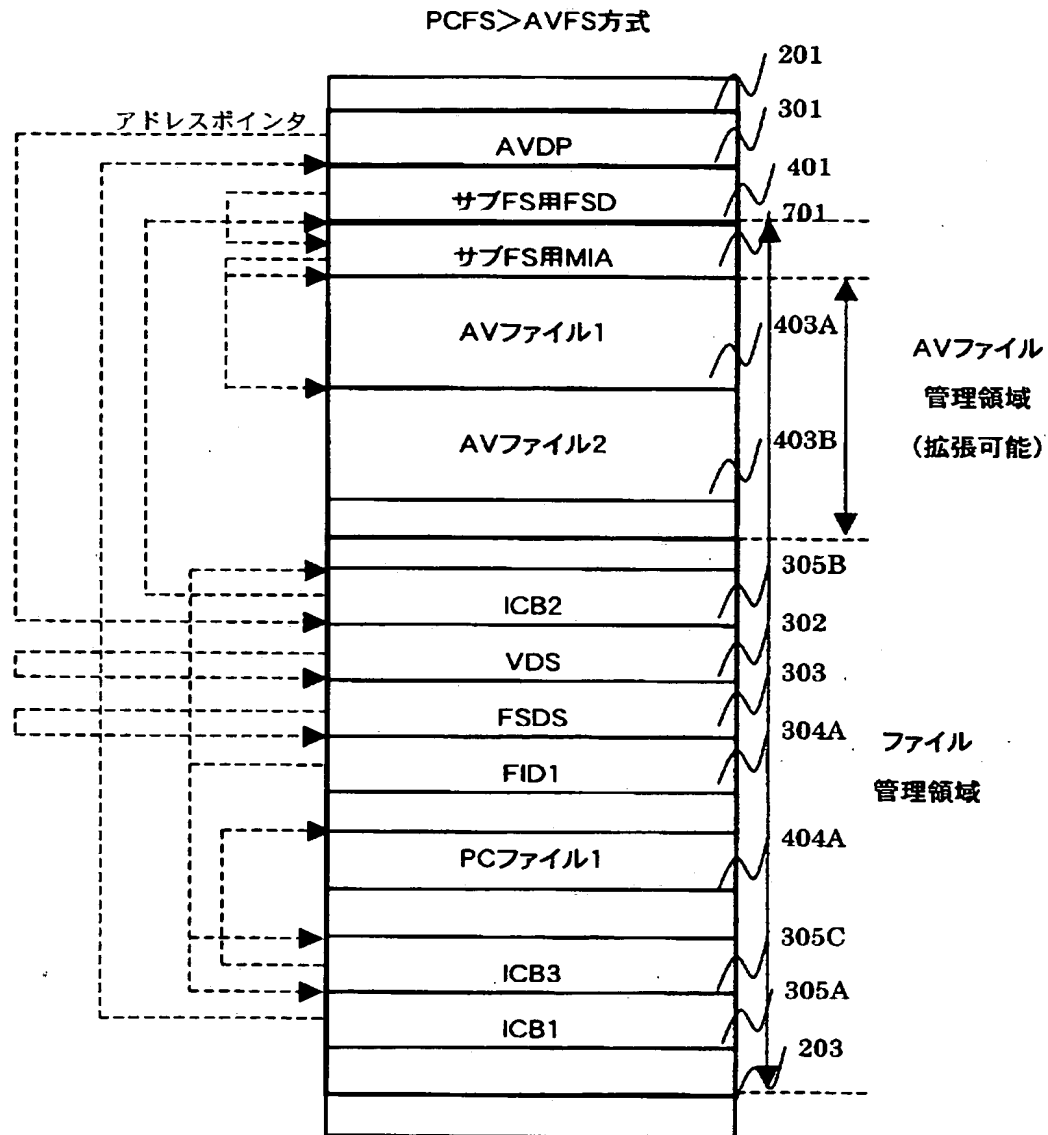 PCFS>AVFS方式
201
アドレスポインタ
301
AVDP
401
サブFS用FSD
701
サブFS用MIA
403A
AVファイル1
AVファイル
管理領域
(拡張可能)
403B
AVファイル2
305B
ICB2
302
VDS
303
FSDS
304A
FID1
ファイル
管理領域
404A
PCファイル1
305C
ICB3
305A
ICB1
203